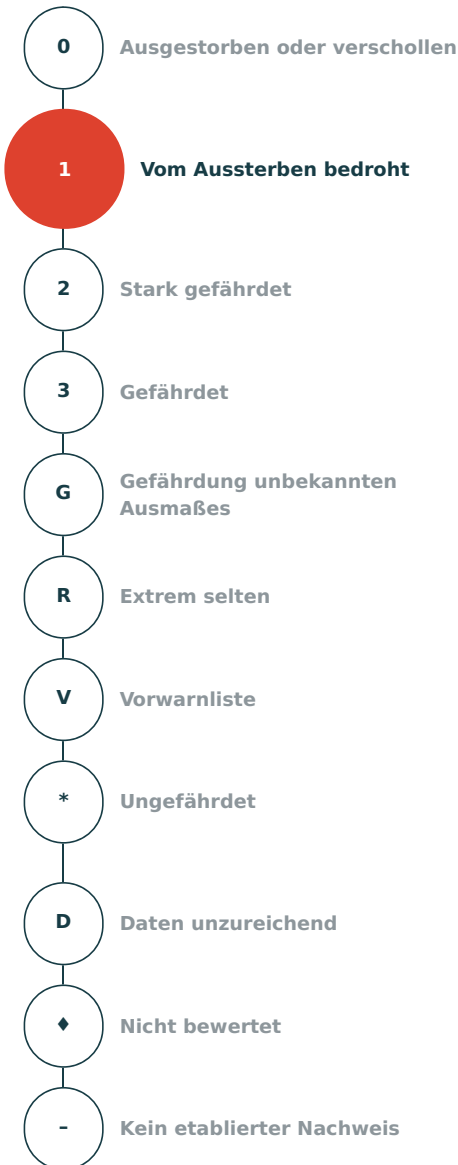 0 Ausgestorben oder verschollen
1 Vom Aussterben bedroht
2 Stark gefährdet
3 Gefährdet
G Gefährdung unbekannten
Ausmaßes
R Extrem selten
V Vorwarnliste
* Ungefährdet
D Daten unzureichend
♦ Nicht bewertet
– Kein etablierter Nachweis